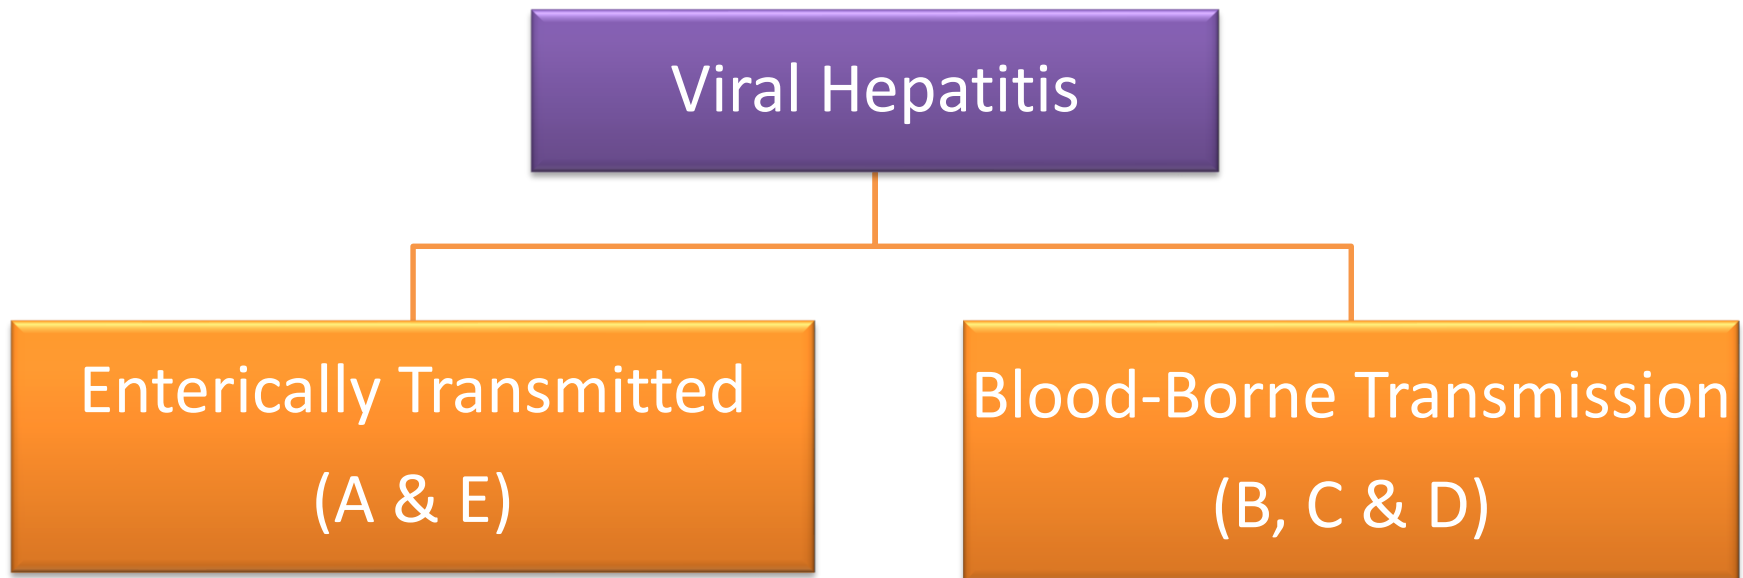 Viral Hepatitis
Enterically Transmitted
(A & E)
Blood-Borne Transmission
(B, C & D)